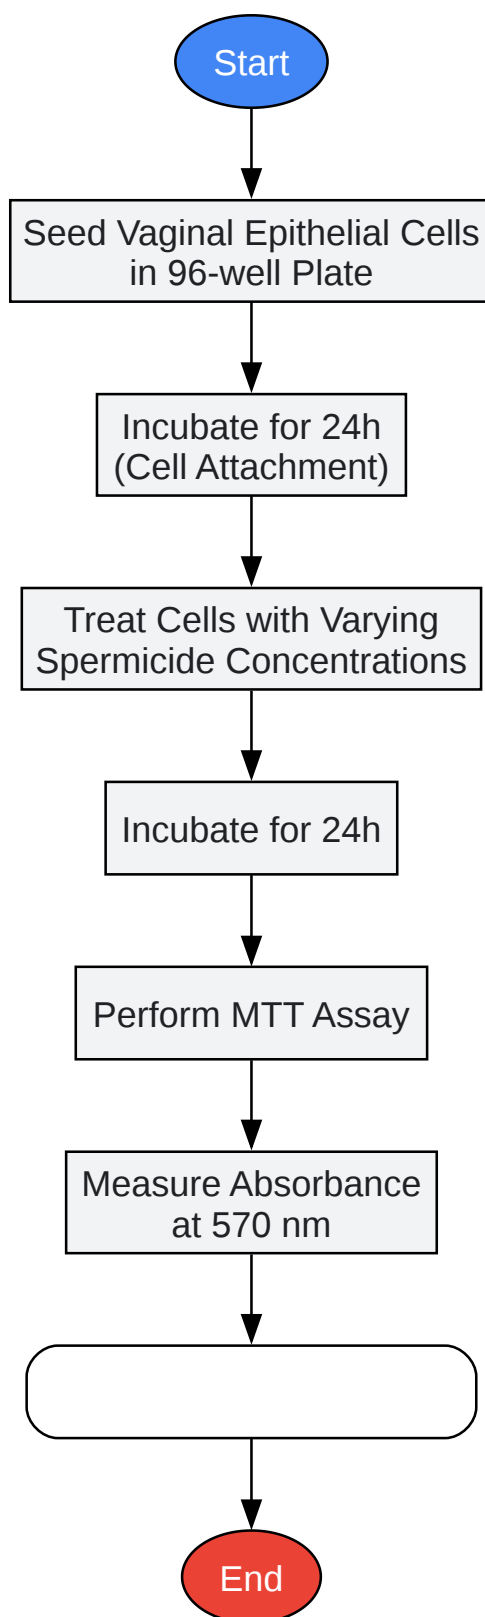 Start
Seed Vaginal Epithelial Cells
in 96-well Plate
Incubate for 24h
(Cell Attachment)
Treat Cells with Varying
Spermicide Concentrations
Incubate for 24h
Perform MTT Assay
Measure Absorbance
at 570 nm
End